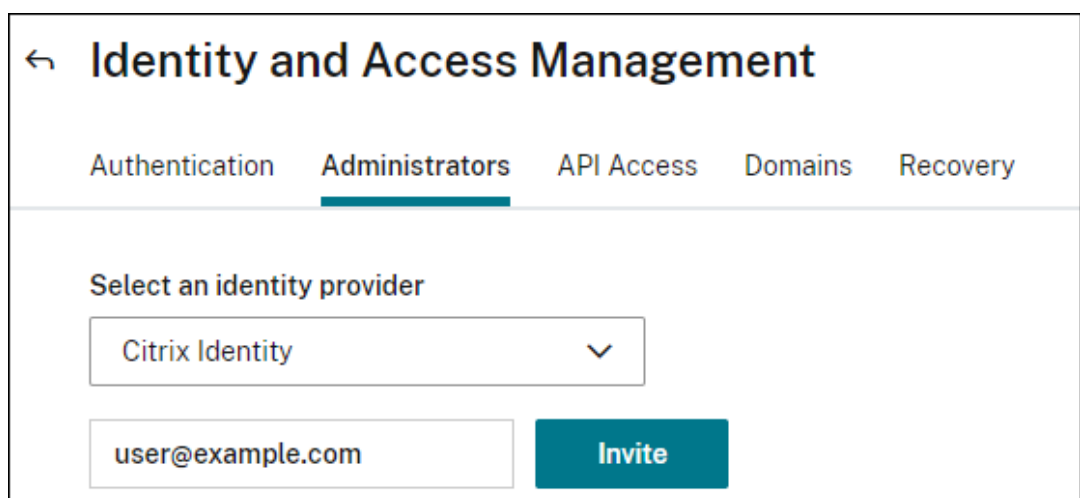 Identity and Access Management
Authentication Administrators API Access Domains Recovery
Select an identity provider
Citrix Identity
user@example.com Invite